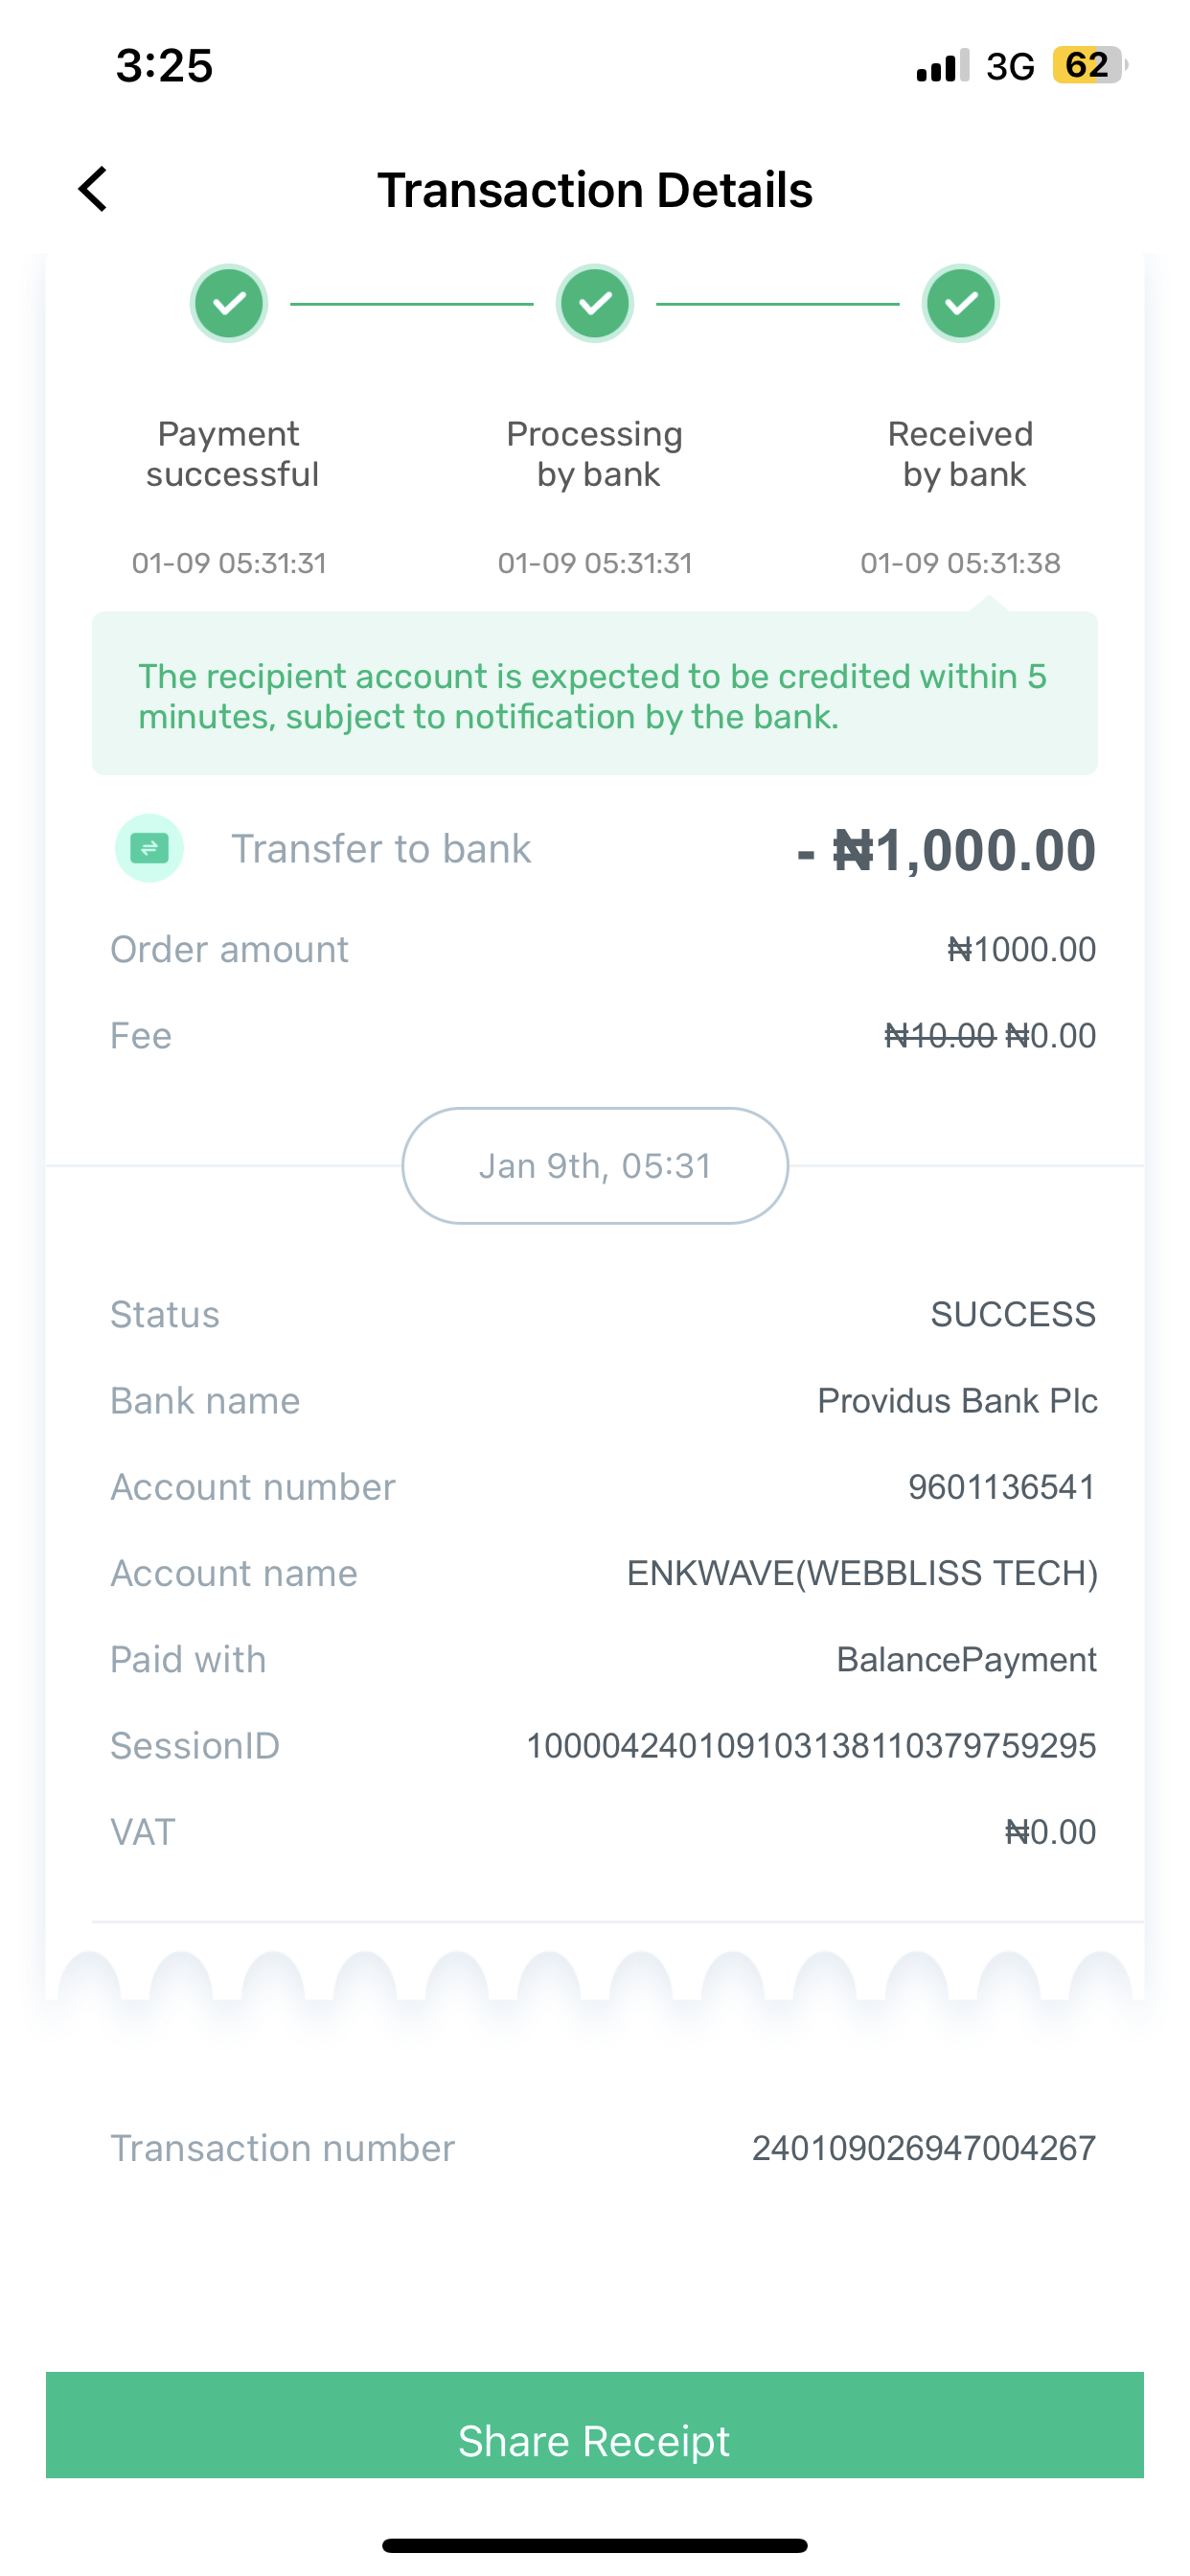 3:25
3G 62
Transaction Details
Payment successful
Processing by bank
Received by bank
01-09 05:31:31
01-09 05:31:31
01-09 05:31:38
The recipient account is expected to be credited within 5
minutes, subject to notification by the bank.
Transfer to bank - ₦1,000.00
Order amount ₦1000.00
Fee ₦10.00 ₦0.00
Jan 9th, 05:31
Status SUCCESS
Bank name Providus Bank Plc
Account number 9601136541
Account name ENKWAVE(WEBBLISS TECH)
Paid with BalancePayment
SessionID 100004240109103138110379759295
VAT ₦0.00
Transaction number 240109026947004267
Share Receipt